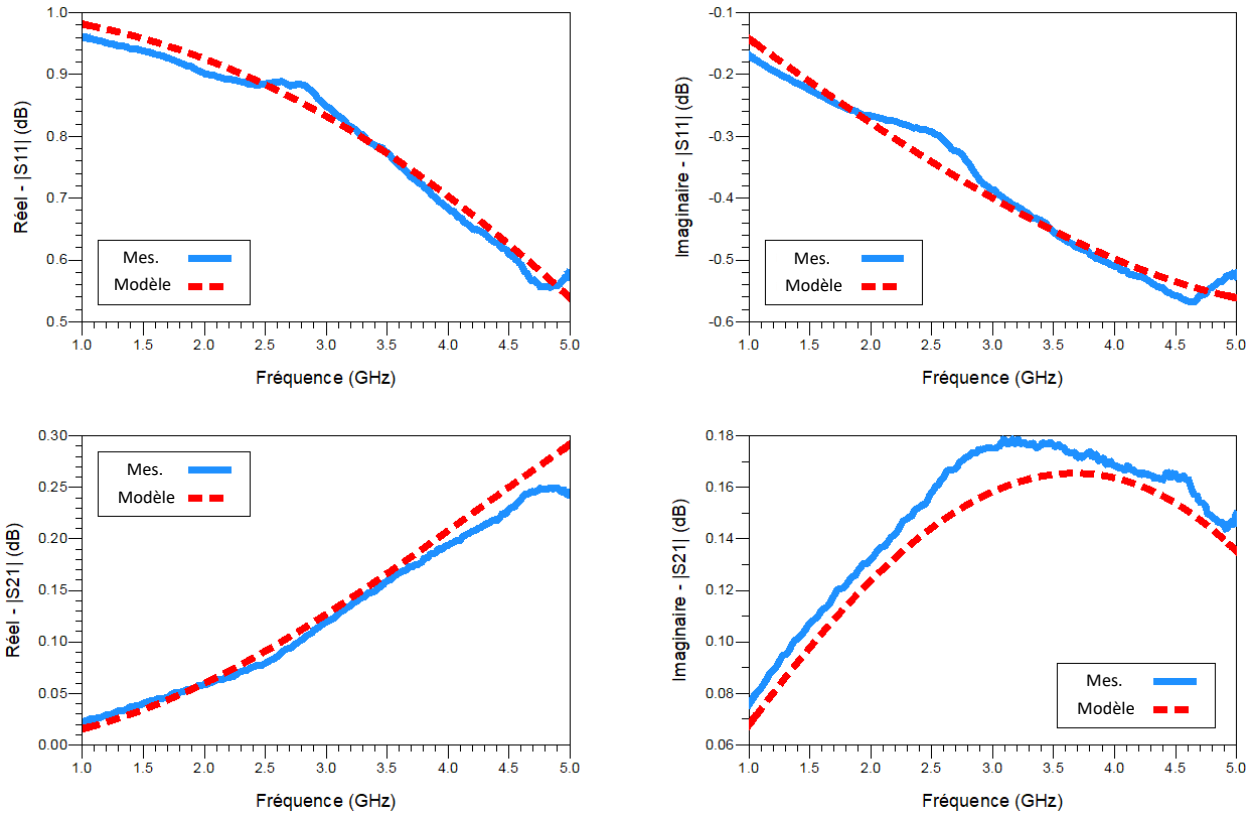 1.0
0.9
0.8
0.7
0.6
0.5
Réel - |S11| (dB)
Mes.
Modèle
1.0 1.5 2.0 2.5 3.0 3.5 4.0 4.5 5.0
Fréquence (GHz)
-0.1
-0.2
-0.3
-0.4
-0.5
-0.6
Imaginaire - |S11| (dB)
Mes.
Modèle
1.0 1.5 2.0 2.5 3.0 3.5 4.0 4.5 5.0
Fréquence (GHz)
0.30
0.25
0.20
0.15
0.10
0.05
0.00
Réel - |S21| (dB)
Mes.
Modèle
1.0 1.5 2.0 2.5 3.0 3.5 4.0 4.5 5.0
Fréquence (GHz)
0.18
0.16
0.14
0.12
0.10
0.08
0.06
Imaginaire - |S21| (dB)
Mes.
Modèle
1.0 1.5 2.0 2.5 3.0 3.5 4.0 4.5 5.0
Fréquence (GHz)